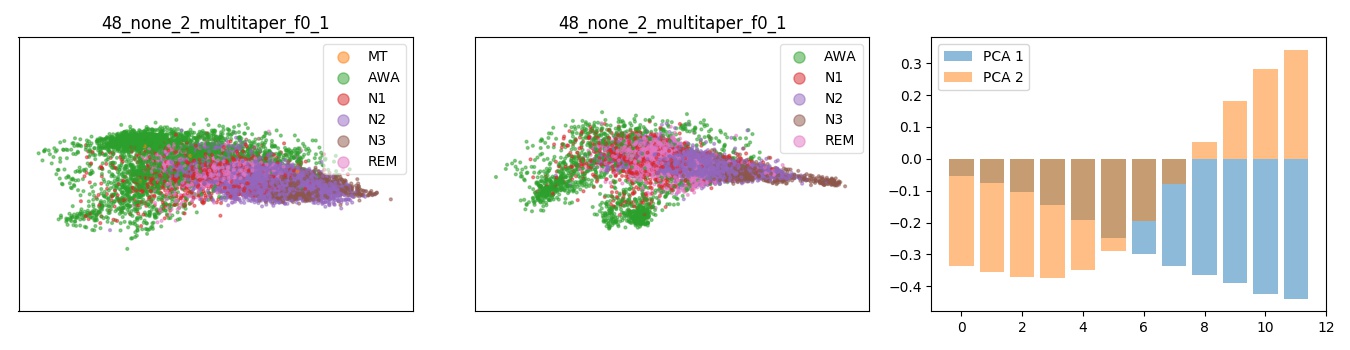 48_none_2_multitaper_f0_1
MT
AWA
N1
N2
N3
REM
48_none_2_multitaper_f0_1
AWA
N1
N2
N3
REM
PCA 1
PCA 2
0.3
0.2
0.1
0.0
−0.1
−0.2
−0.3
−0.4
0 2 4 6 8 10 12